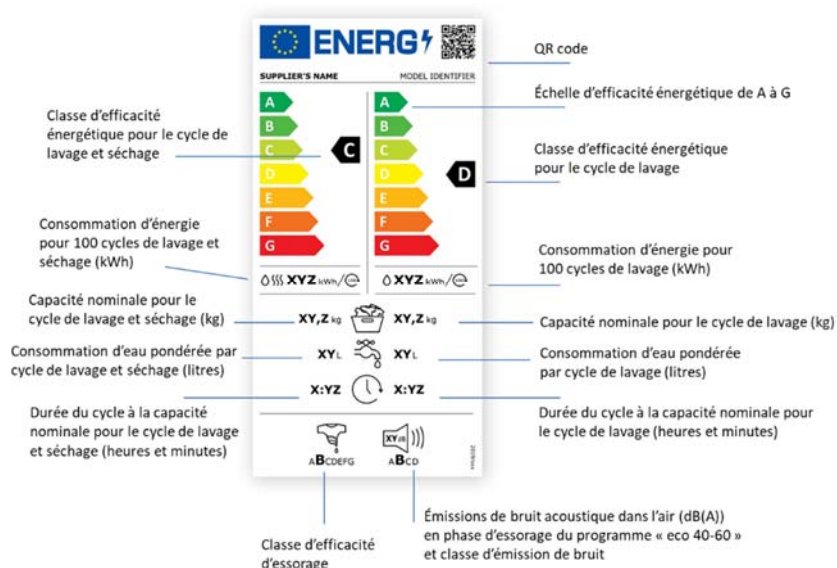 ENERG
QR code
SUPPLIER'S NAME MODEL IDENTIFIER
Échelle d'efficacité énergétique de A à G
A A
B B
C C
D D
E E
F F
G G
C
D
Classe d'efficacité
énergétique pour le cycle de
lavage et séchage
Classe d'efficacité énergétique
pour le cycle de lavage
Consommation d'énergie
pour 100 cycles de lavage et
séchage (kWh)
XYZ kWh/ XYZ kWh/
Consommation d'énergie pour
100 cycles de lavage (kWh)
Capacité nominale pour le
cycle de lavage et séchage (kg)
XY,Z kg XY,Z kg
Capacité nominale pour le cycle de lavage (kg)
Consommation d'eau pondérée par
cycle de lavage et séchage (litres)
XY L XY L
Consommation d'eau pondérée
par cycle de lavage (litres)
X:YZ X:YZ
Durée du cycle à la capacité
nominale pour le cycle de lavage
et séchage (heures et minutes)
Durée du cycle à la capacité nominale pour
le cycle de lavage (heures et minutes)
XY dB
ABCDEFG ABCD
Classe d'efficacité
d'essorage
Émissions de bruit acoustique dans l'air (dB(A))
en phase d'essorage du programme « eco 40-60 »
et classe d'émission de bruit